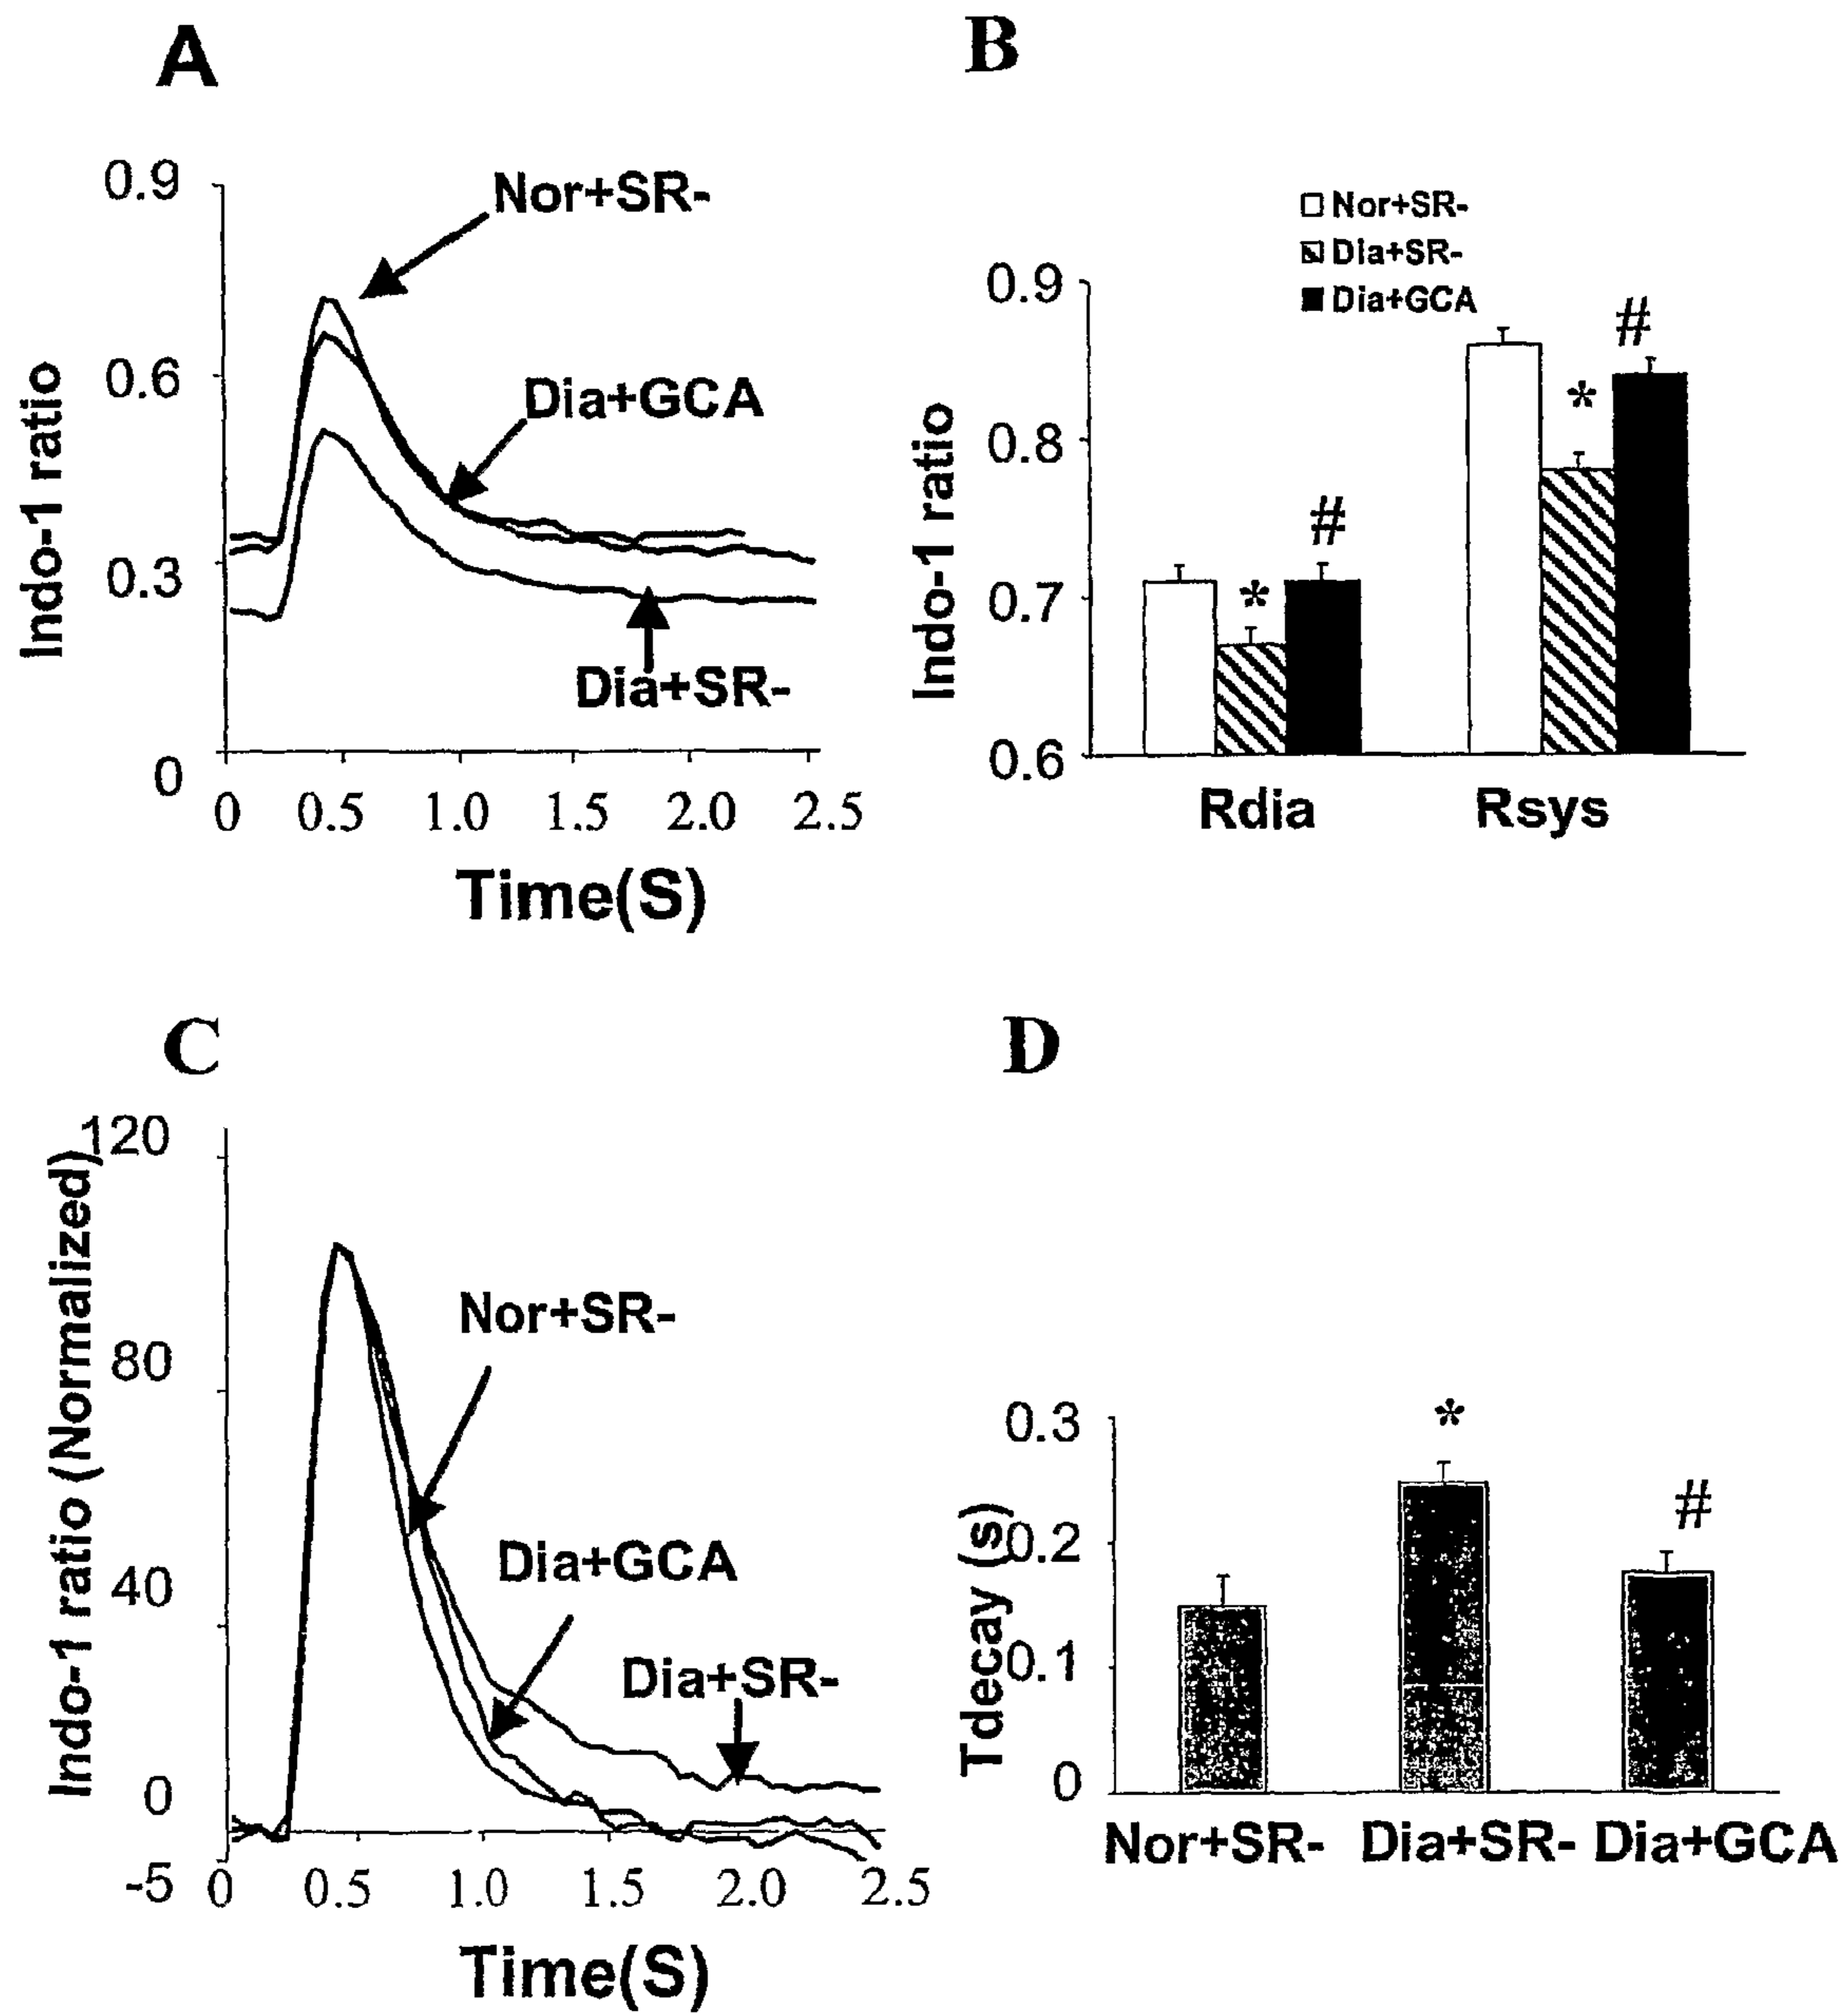 A
0.9
0.6
0.3
0
Indo-1 ratio
Nor+SR-
Dia+GCA
Dia+SR-
0 0.5 1.0 1.5 2.0 2.5
Time(S)
B
Nor+SR-
Dia+SR-
Dia+GCA
0.9
0.8
0.7
0.6
Indo-1 ratio
* #
* #
Rdia Rsys
C
120
80
40
0
-5
Indo-1 ratio (Normalized)
Nor+SR-
Dia+GCA
Dia+SR-
0 0.5 1.0 1.5 2.0 2.5
Time(S)
D
0.3
0.2
0.1
0
Tdecay (s)
*
#
Nor+SR- Dia+SR- Dia+GCA